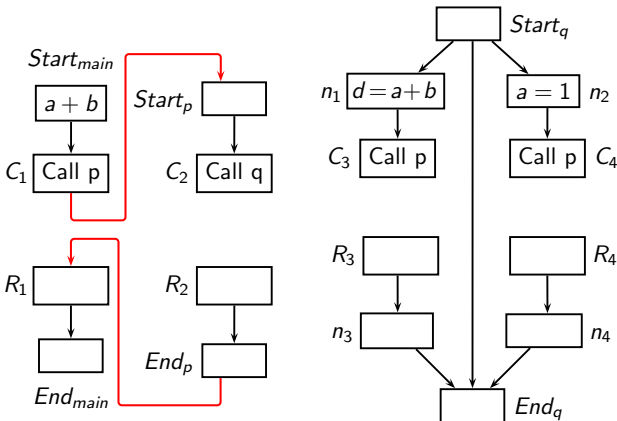 Start_main
a + b
C_1 Call p
R_1
End_main
Start_p
C_2 Call q
R_2
End_p
Start_q
n_1 d = a + b
a = 1 n_2
C_3 Call p
Call p C_4
R_3
R_4
n_3
n_4
End_q